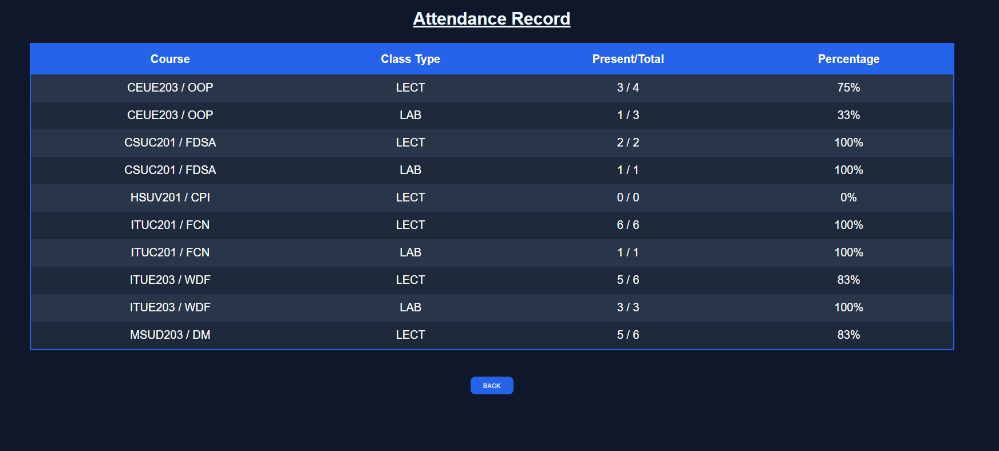 Attendance Record
Course Class Type Present/Total Percentage
CEUE203 / OOP LECT 3 / 4 75%
CEUE203 / OOP LAB 1 / 3 33%
CSUC201 / FDSA LECT 2 / 2 100%
CSUC201 / FDSA LAB 1 / 1 100%
HSUV201 / CPI LECT 0 / 0 0%
ITUC201 / FCN LECT 6 / 6 100%
ITUC201 / FCN LAB 1 / 1 100%
ITUE203 / WDF LECT 5 / 6 83%
ITUE203 / WDF LAB 3 / 3 100%
MSUD203 / DM LECT 5 / 6 83%
BACK